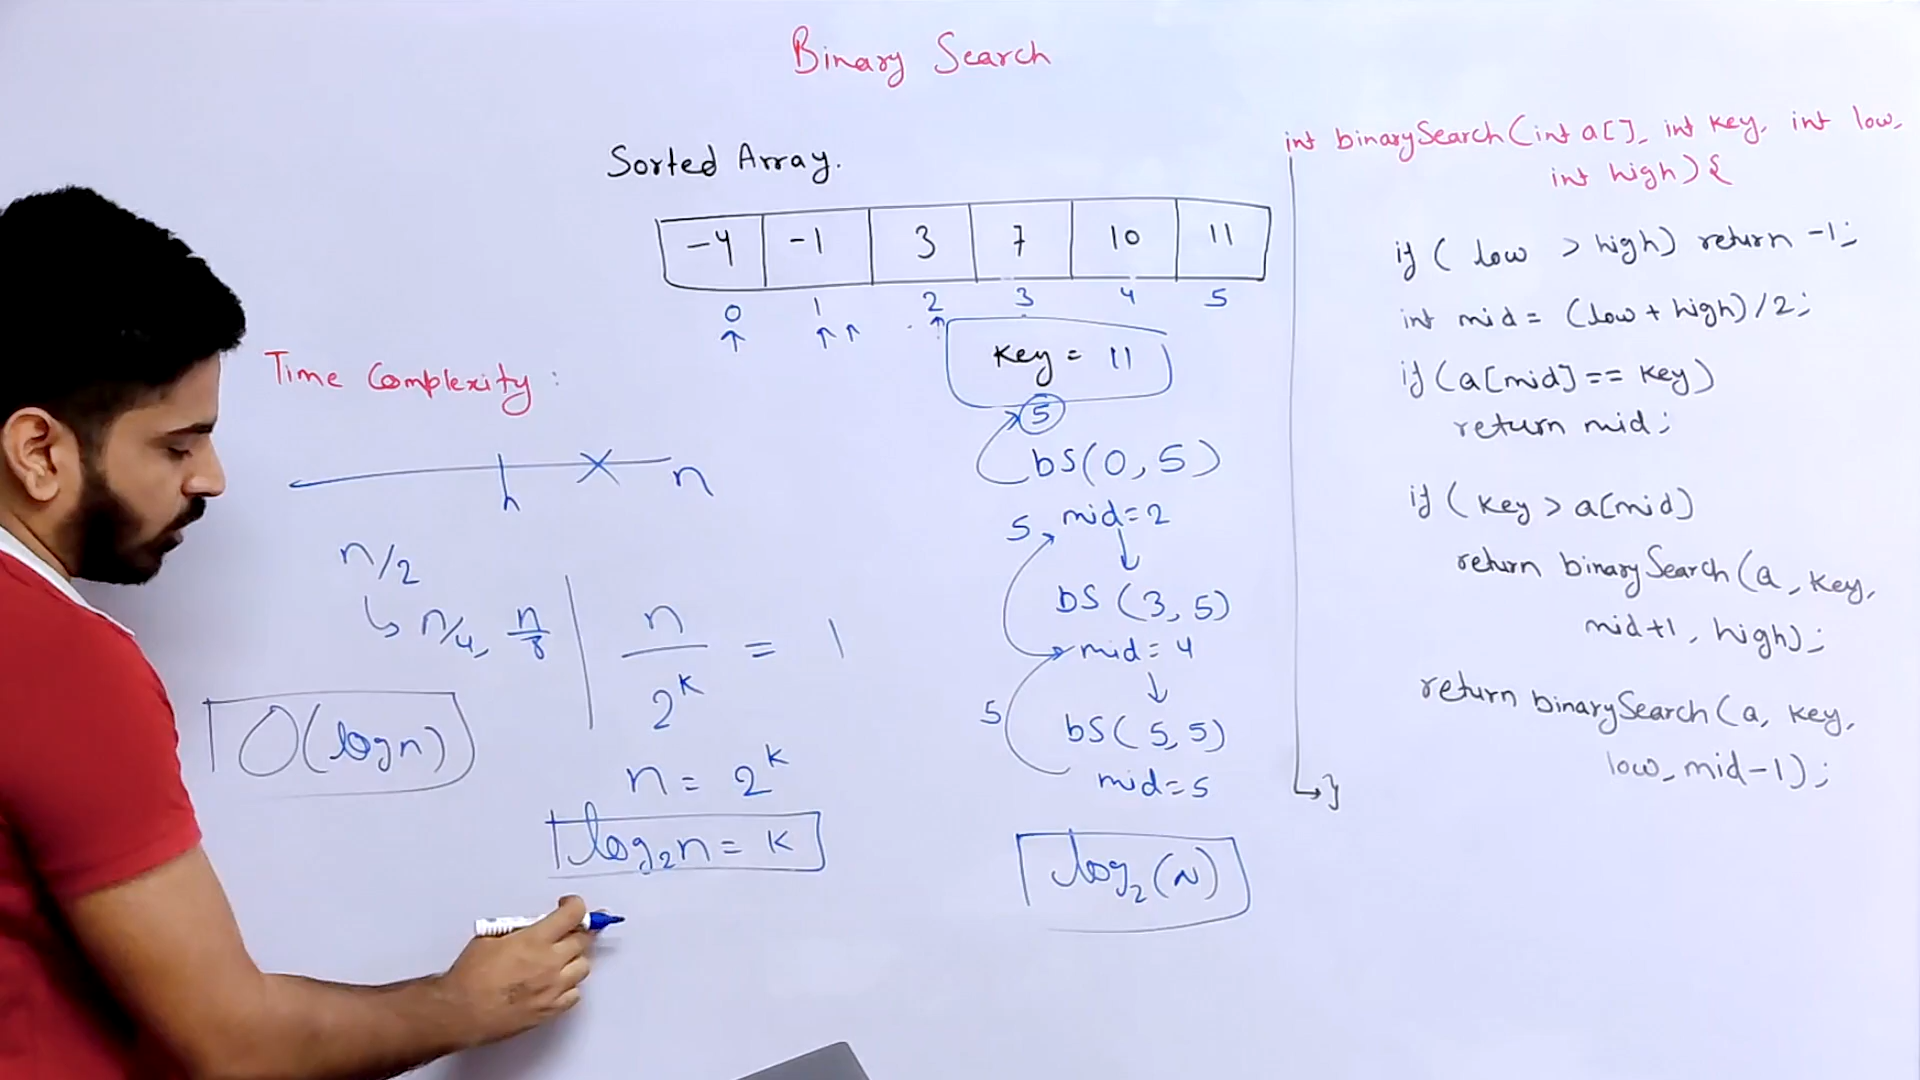 Binary Search
Sorted Array.
-4 -1 3 7 10 11
0 1 2 3 4 5
Key = 11
5
bS(0, 5)
5 mid=2
bS (3, 5)
mid=4
5
bS(5, 5)
mid=5
log₂(N)
Time Complexity:
n
n/2
n/4, n/8
O(log n)
n/2^K = 1
n = 2^K
log₂n = K
int binarySearch(int a[], int key, int low,
int high){
if ( low > high) return -1;
int mid = (low + high)/2;
if(a[mid] == key)
return mid;
if ( key > a[mid]
return binarySearch(a, key,
mid+1, high);
return binarySearch(a, key,
low, mid-1);
}